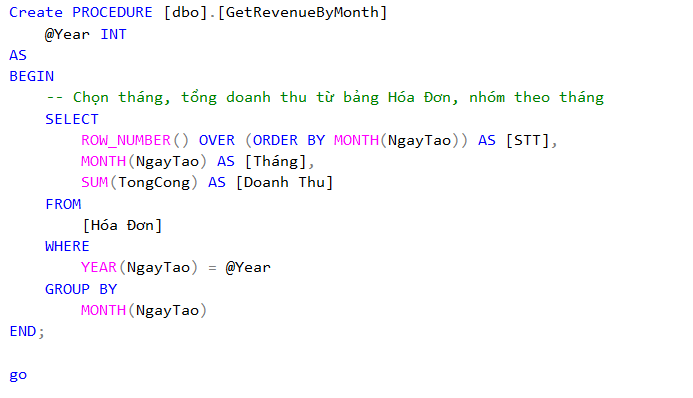 Create PROCEDURE [dbo].[GetRevenueByMonth]
    @Year INT
AS
BEGIN
    -- Chọn tháng, tổng doanh thu từ bảng Hóa Đơn, nhóm theo tháng
    SELECT
        ROW_NUMBER() OVER (ORDER BY MONTH(NgayTao)) AS [STT],
        MONTH(NgayTao) AS [Tháng],
        SUM(TongCong) AS [Doanh Thu]
    FROM
        [Hóa Đơn]
    WHERE
        YEAR(NgayTao) = @Year
    GROUP BY
        MONTH(NgayTao)
END;
go